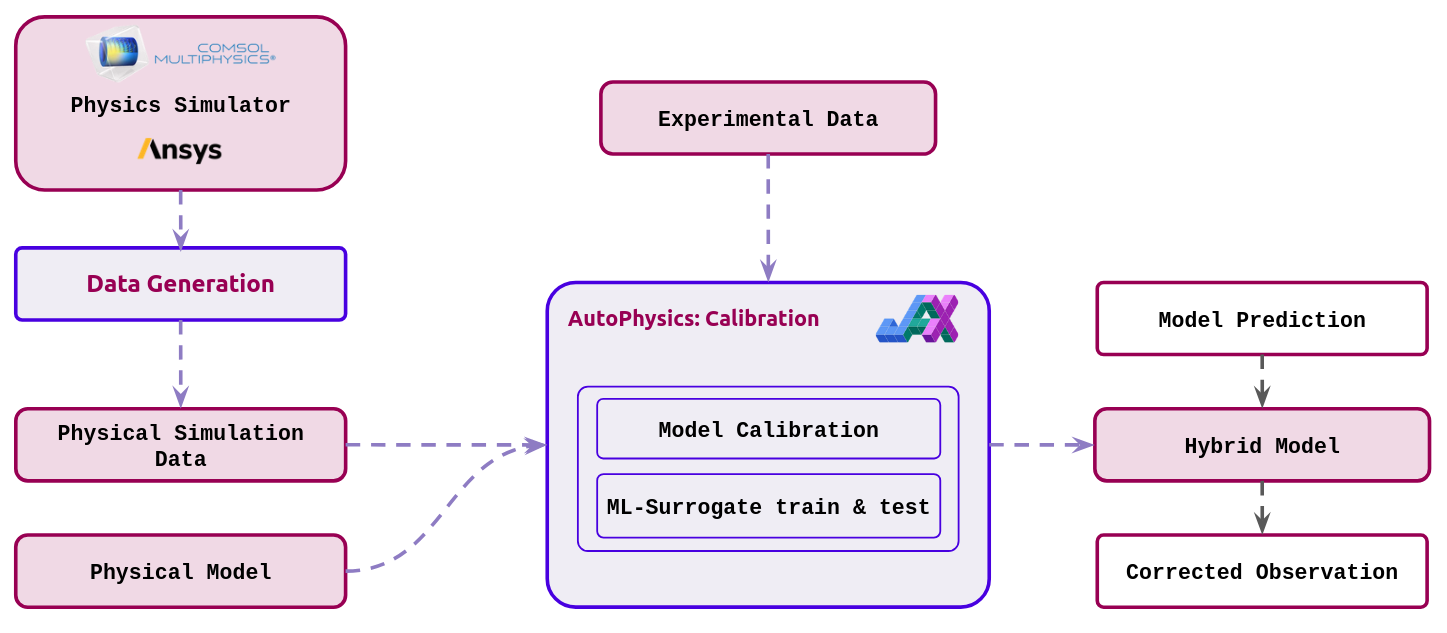 COMSOL
MULTIPHYSICS®
Physics Simulator
Ansys
Data Generation
Physical Simulation
Data
Physical Model
Experimental Data
AutoPhysics: Calibration
JAX
Model Calibration
ML-Surrogate train & test
Model Prediction
Hybrid Model
Corrected Observation